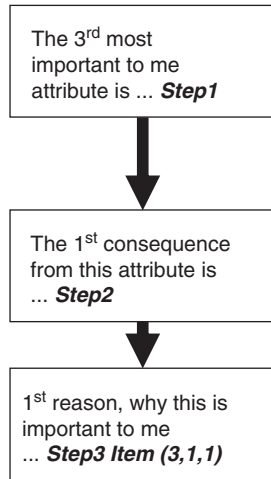 The 3rd most
important to me
attribute is ... Step1
The 1st consequence
from this attribute is
... Step2
1st reason, why this is
important to me
... Step3 Item (3,1,1)